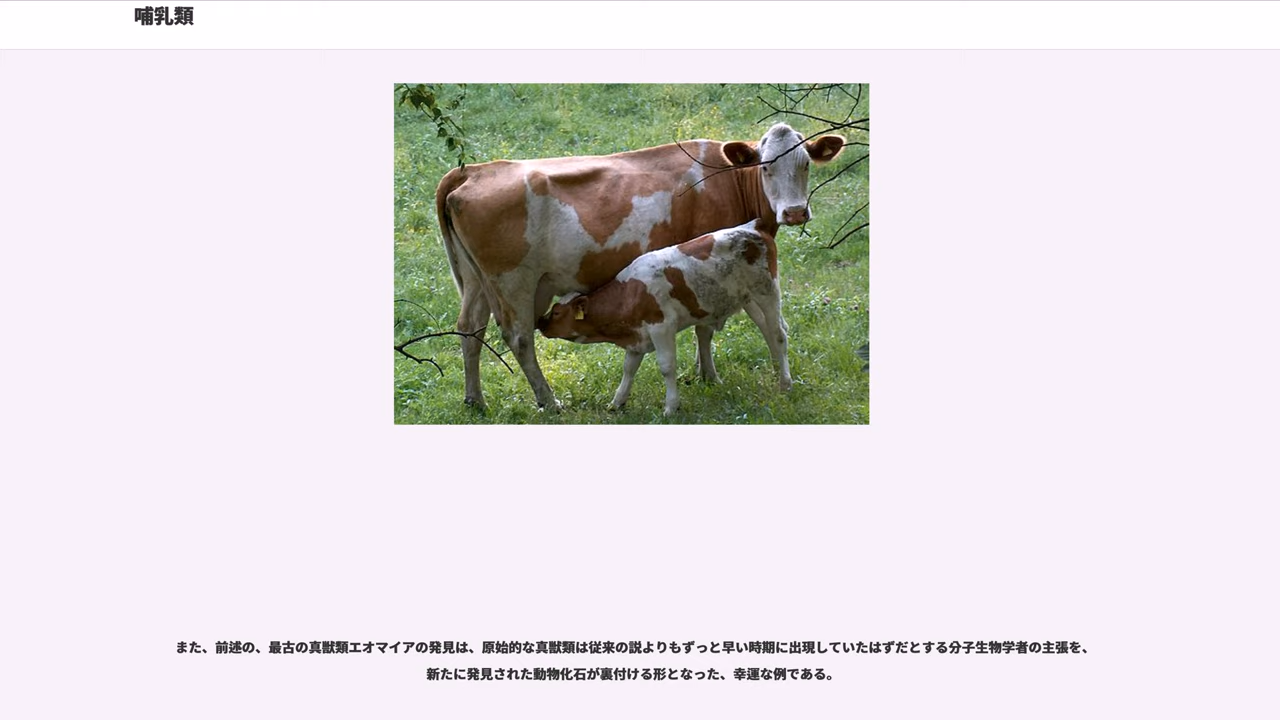 哺乳類
また、前述の、最古の真獣類エオマイアの発見は、原始的な真獣類は従来の説よりもずっと早い時期に出現していたはずだとする分子生物学者の主張を、
新たに発見された動物化石が裏付ける形となった、幸運な例である。